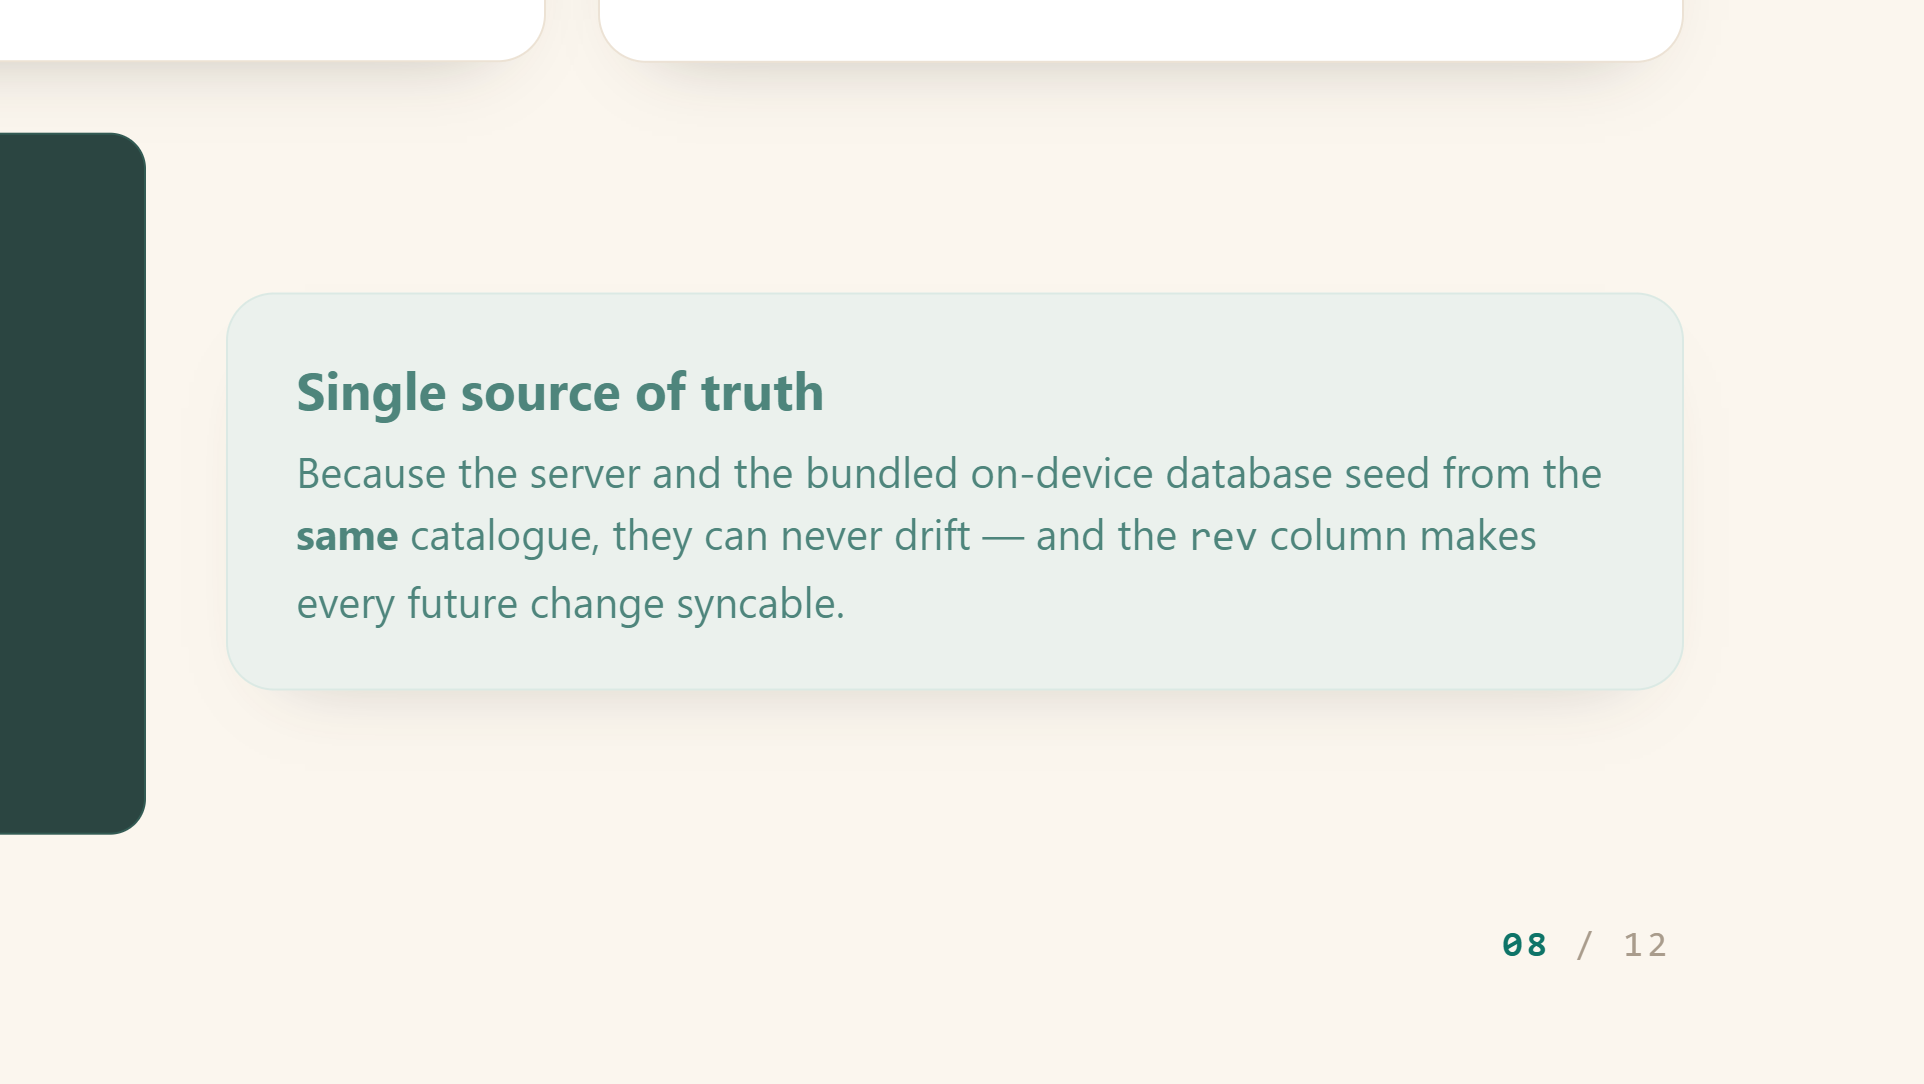 Single source of truth
Because the server and the bundled on-device database seed from the
same catalogue, they can never drift — and the rev column makes
every future change syncable.
08 / 12